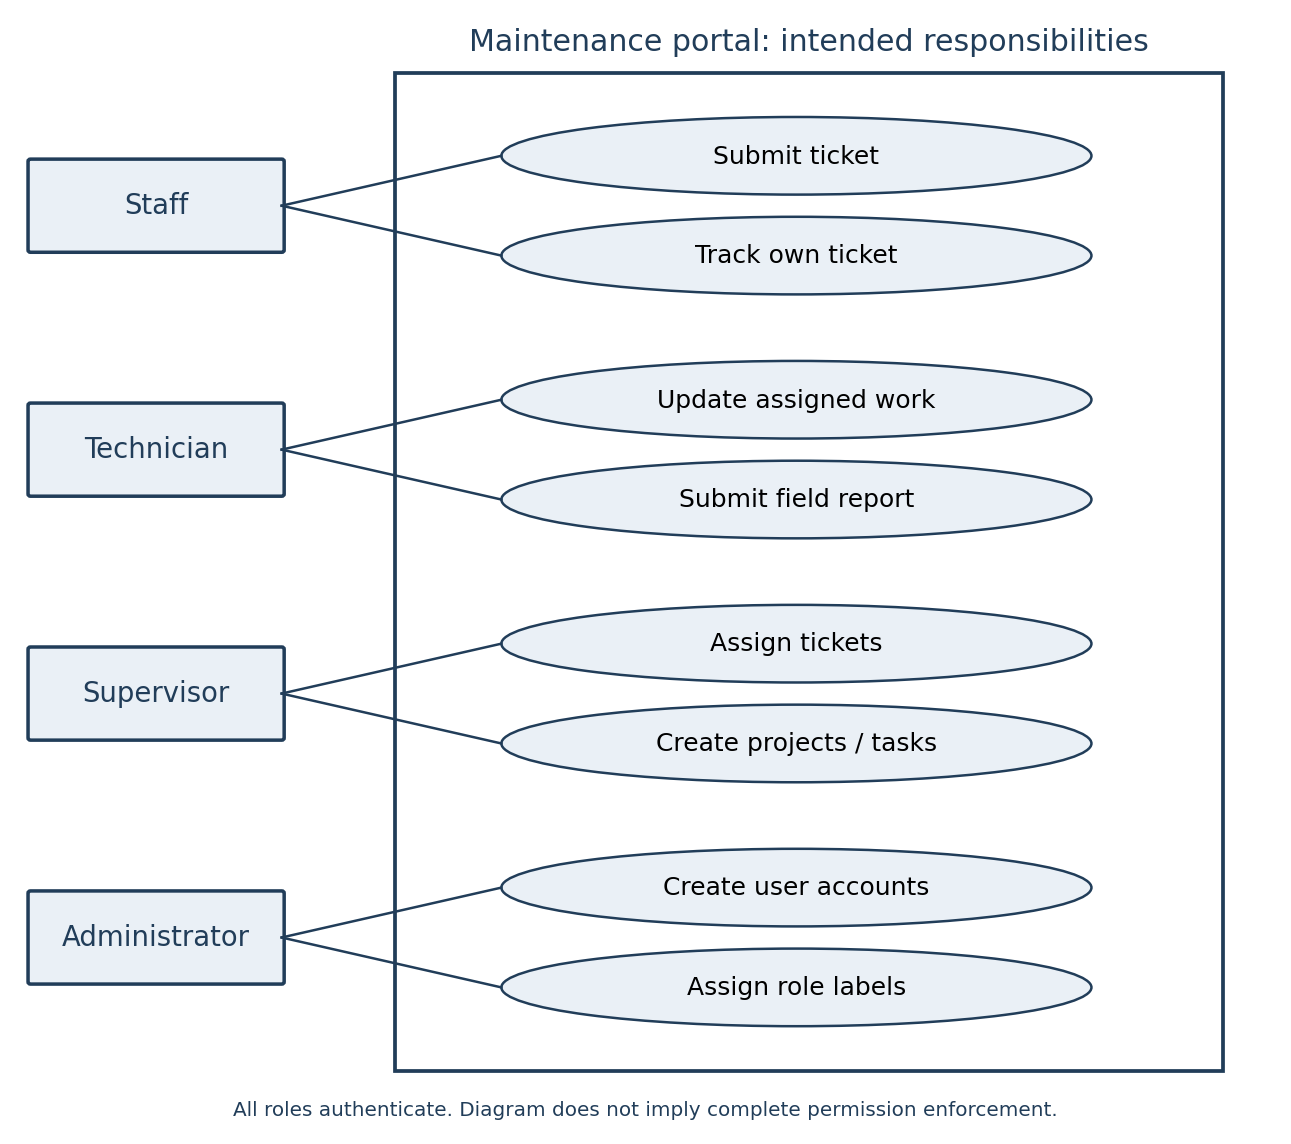 Maintenance portal: intended responsibilities
Staff
Submit ticket
Track own ticket
Technician
Update assigned work
Submit field report
Supervisor
Assign tickets
Create projects / tasks
Administrator
Create user accounts
Assign role labels
All roles authenticate. Diagram does not imply complete permission enforcement.